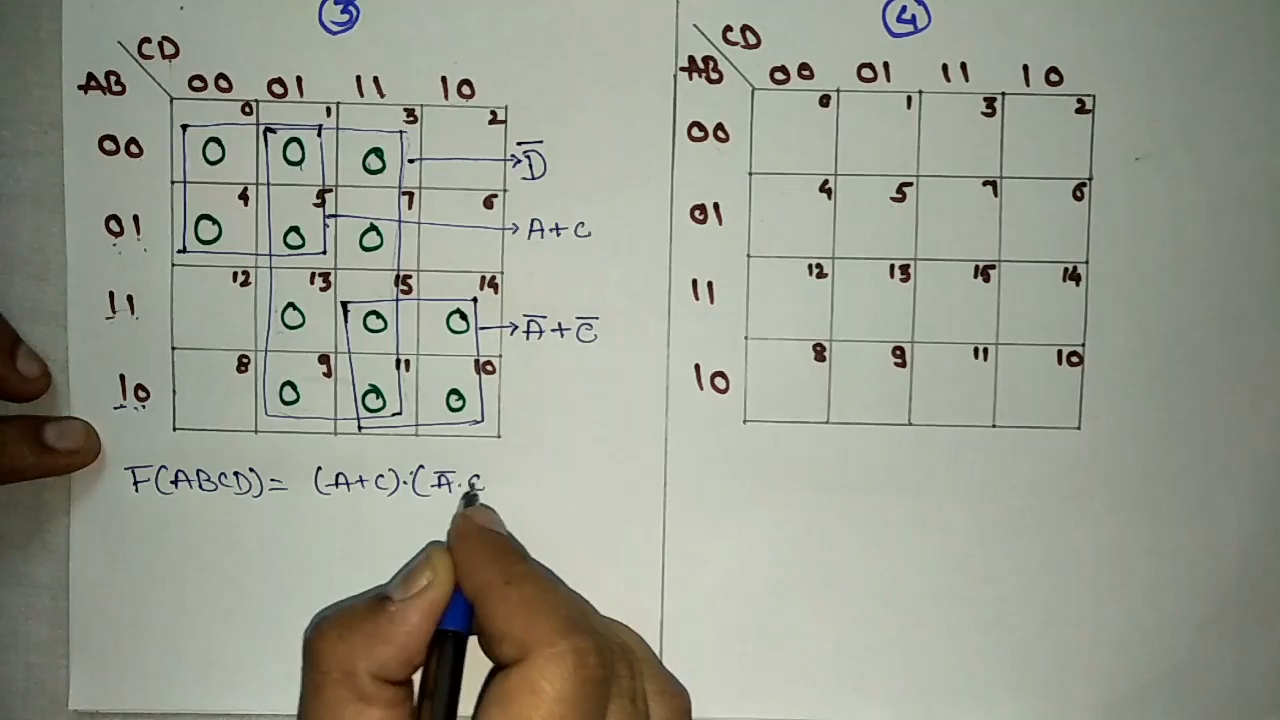 3
CD
AB 00 01 11 10
0 1 3 2
00 0 0 0 → D̅
4 5 7 6
01 0 0 0 → A+C
12 13 15 14
11 0 0 0 → A̅+C̅
8 9 11 10
10 0 0 0
F(ABCD)= (A+C)·(A̅·C
4
CD
AB 00 01 11 10
0 1 3 2
00
4 5 7 6
01
12 13 15 14
11
8 9 11 10
10